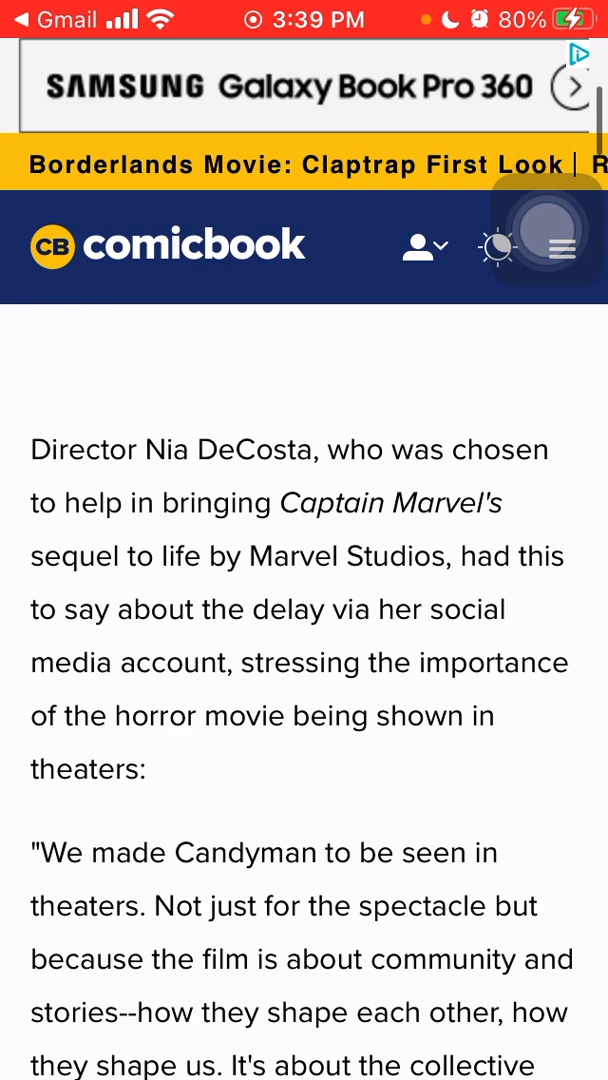 Gmail 3:39 PM 80%
SAMSUNG Galaxy Book Pro 360
Borderlands Movie: Claptrap First Look | R
CB comicbook
Director Nia DeCosta, who was chosen
to help in bringing Captain Marvel's
sequel to life by Marvel Studios, had this
to say about the delay via her social
media account, stressing the importance
of the horror movie being shown in
theaters:
"We made Candyman to be seen in
theaters. Not just for the spectacle but
because the film is about community and
stories--how they shape each other, how
they shape us. It's about the collective